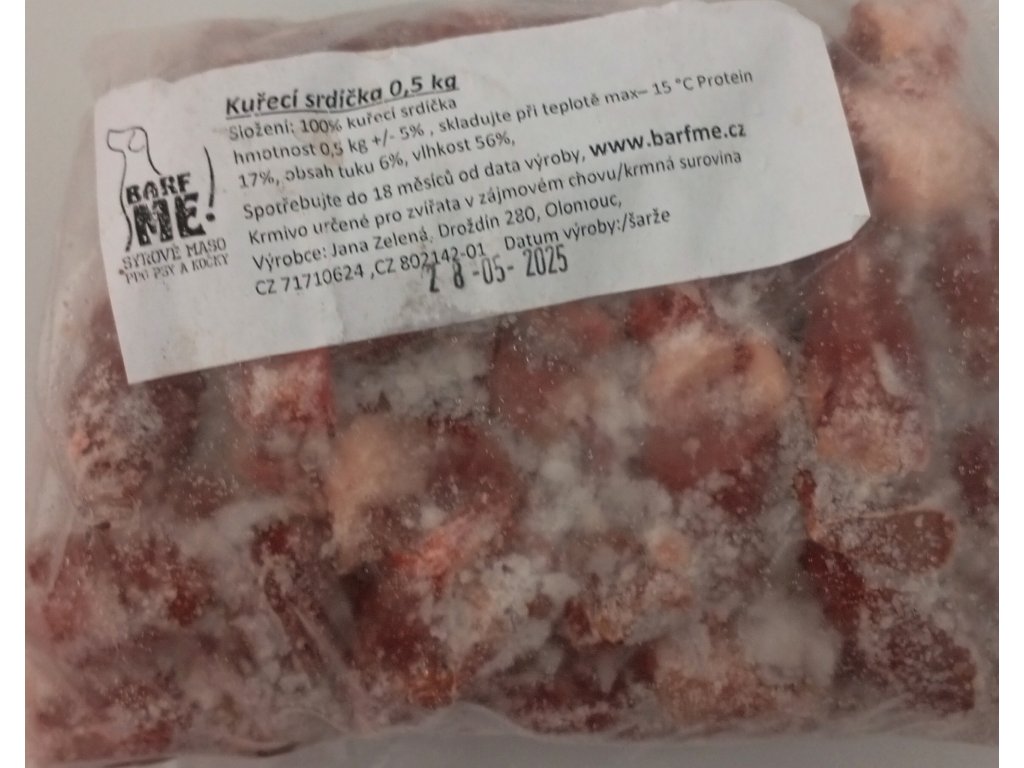 Kuřecí srdíčka 0,5 kg
Složení: 100% kuřecí srdíčka
hmotnost 0,5 kg +/- 5% , skladujte při teplotě max– 15 °C Protein
17%, obsah tuku 6%, vlhkost 56%,
Spotřebujte do 18 měsíců od data výroby, www.barfme.cz
Krmivo určené pro zvířata v zájmovém chovu/krmná surovina
Výrobce: Jana Zelená, Droždín 280, Olomouc,
CZ 71710624 ,CZ 802142-01 Datum výroby:/šarže
28-05-2025
BARF
ME!
SYROVÉ MASO
PRO PSY A KOČKY